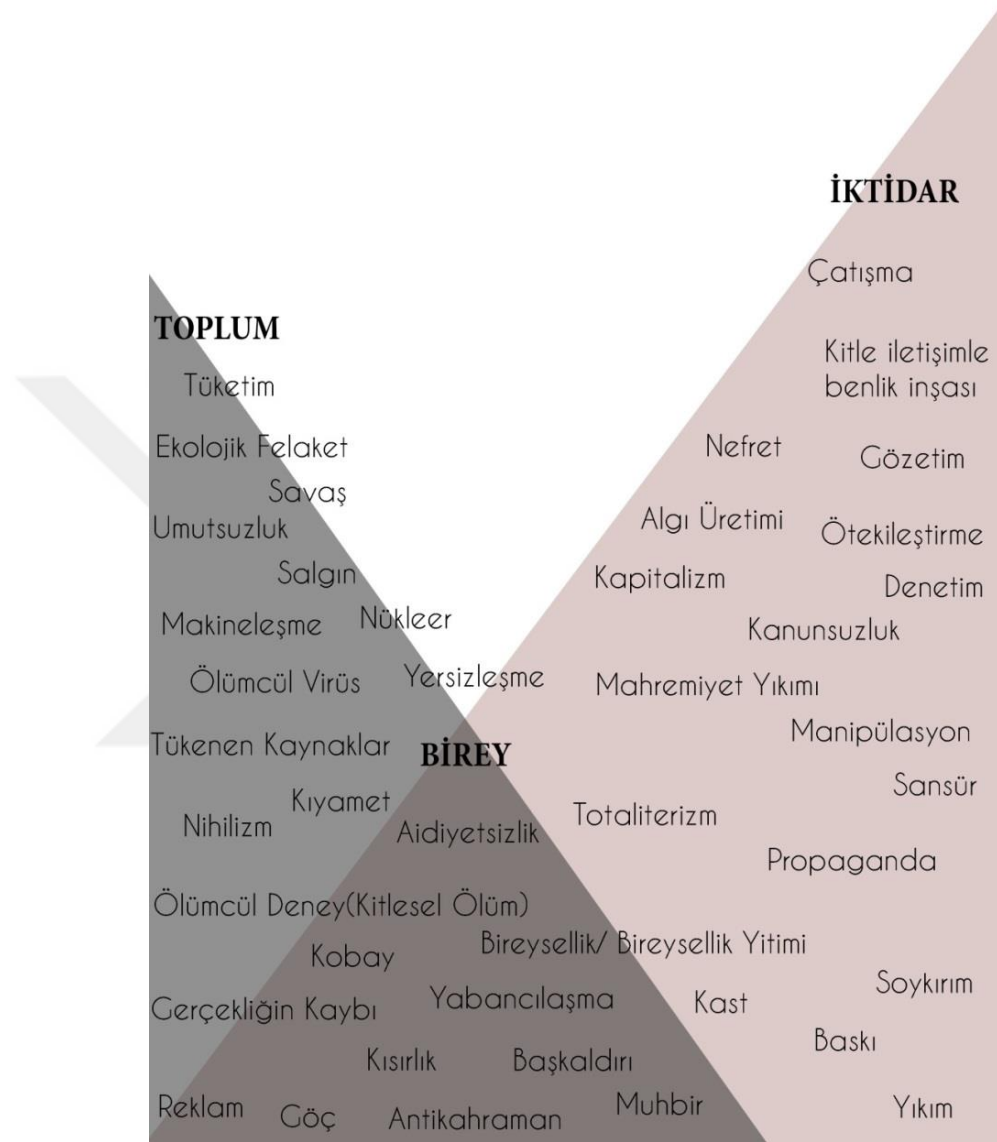 İKTİDAR
Çatışma
TOPLUM
Kitle iletişimle
benlik inşası
Tüketim
Ekolojik Felaket
Nefret
Gözetim
Savaş
Umutsuzluk
Algı Üretimi
Ötekileştirme
Salgın
Kapitalizm
Denetim
Makineleşme
Nükleer
Kanunsuzluk
Ölümcül Virüs
Yersizleşme
Mahremiyet Yıkımı
Manipülasyon
Tükenen Kaynaklar
BİREY
Sansür
Kıyamet
Totaliterizm
Nihilizm
Aidiyetsizlik
Propaganda
Ölümcül Deney(Kitlesel Ölüm)
Bireysellik/ Bireysellik Yitimi
Kobay
Soykırım
Gerçekliğin Kaybı
Yabancılaşma
Kast
Baskı
Kısırlık
Başkaldırı
Reklam
Göç
Antikahraman
Muhbir
Yıkım